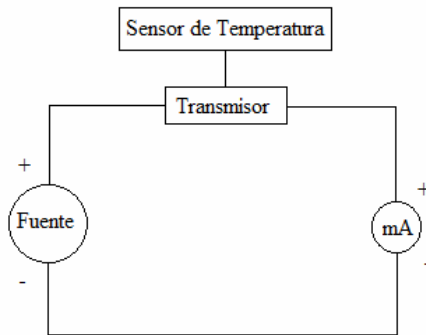 Sensor de Temperatura
Transmisor
+
+
Fuente
mA
-
-